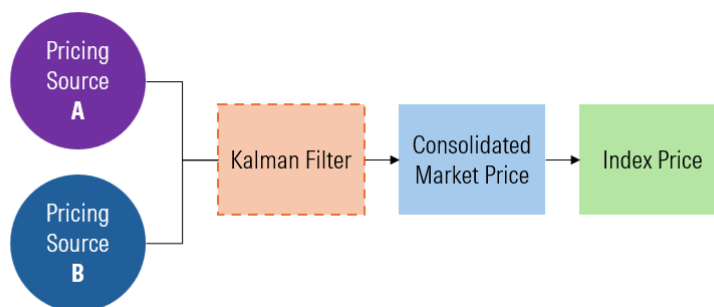 Pricing
Source
A
Pricing
Source
B
Kalman Filter
Consolidated
Market Price
Index Price